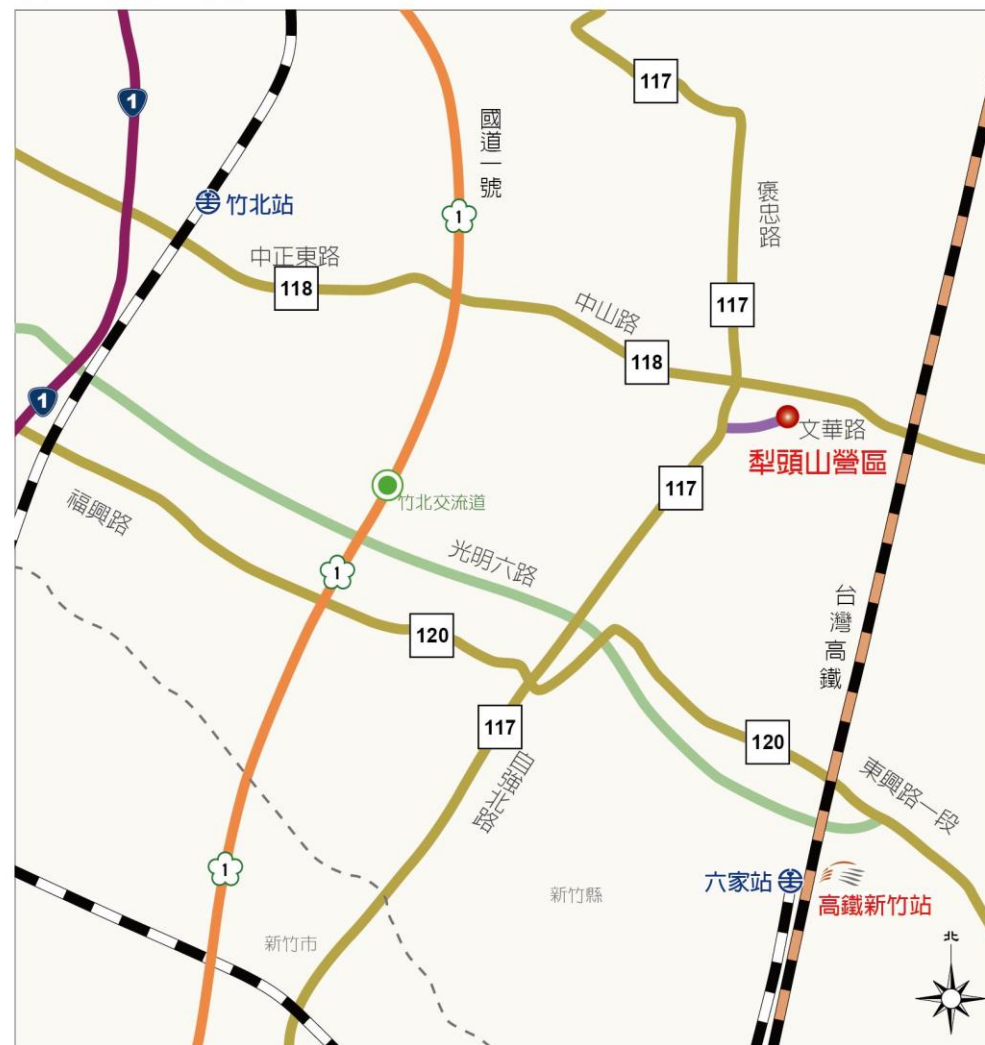 117
1
國道一號
褒忠路
竹北站
1
中正東路
118
117
中山路
118
1
文華路
犁頭山營區
117
竹北交流道
福興路
光明六路
1
台灣高鐵
120
117
120
自強北路
東興路一段
1
六家站
高鐵新竹站
新竹縣
新竹市
北